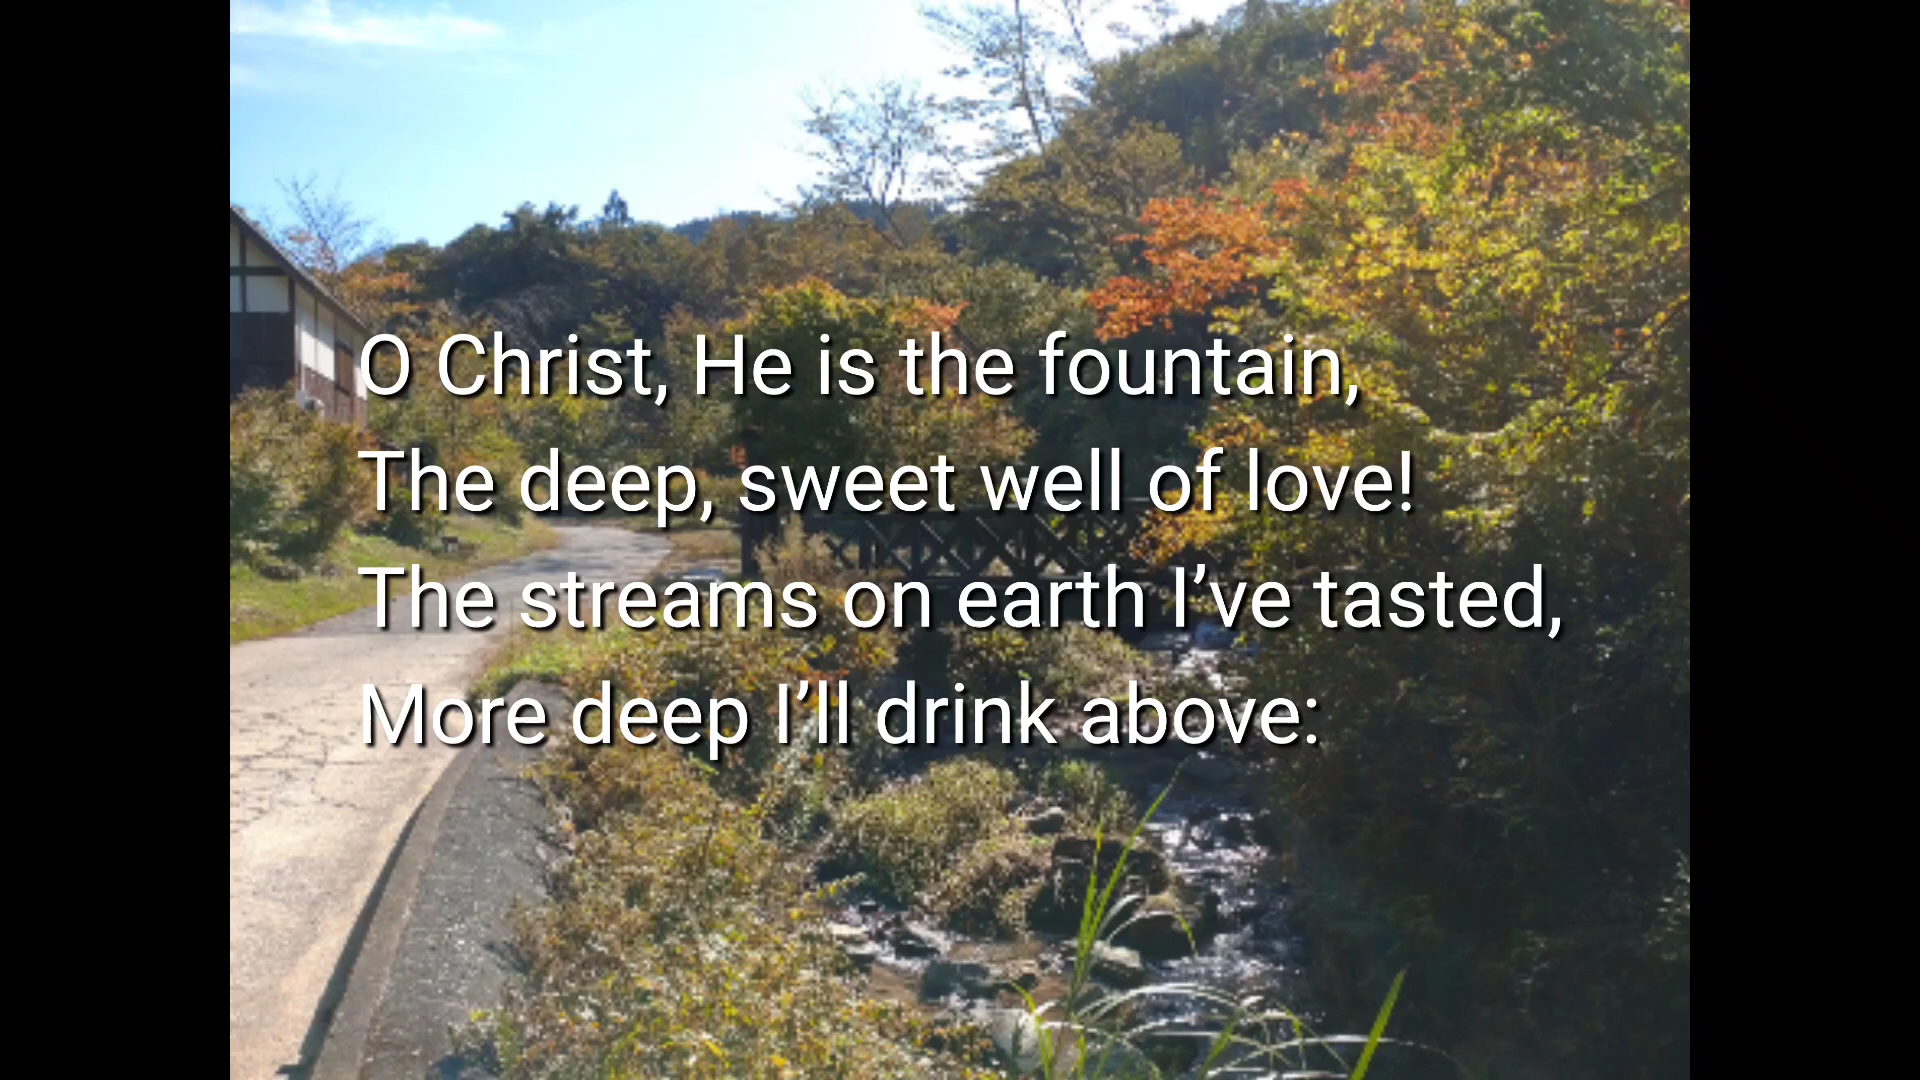 O Christ, He is the fountain,
The deep, sweet well of love!
The streams on earth I’ve tasted,
More deep I’ll drink above: